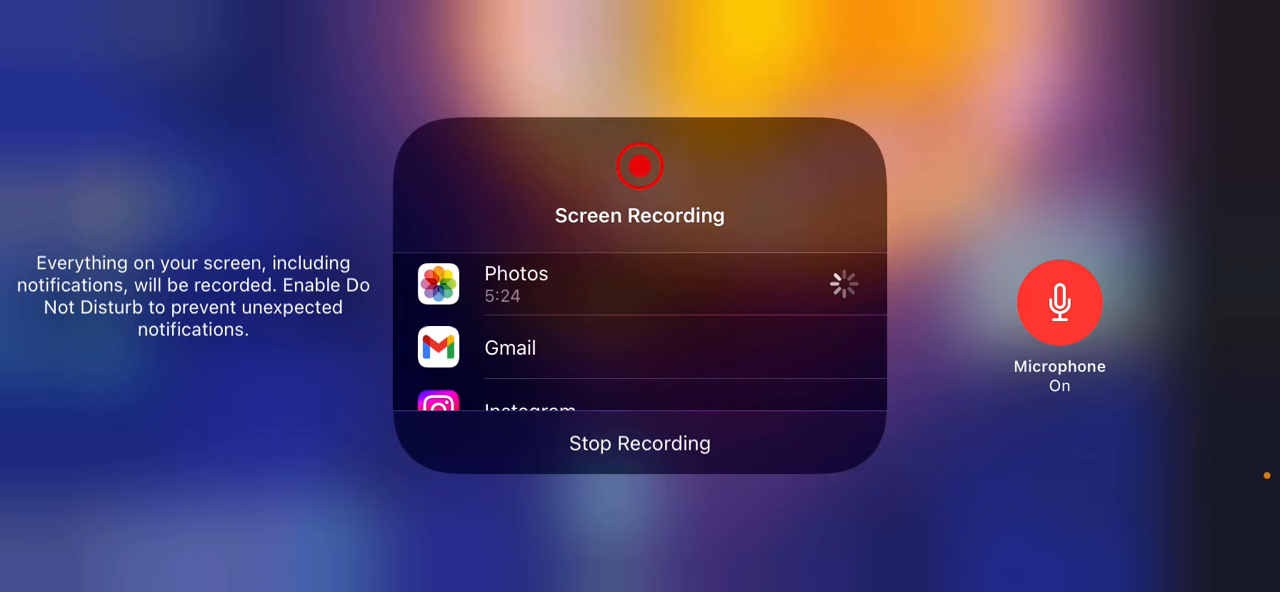 Everything on your screen, including
notifications, will be recorded. Enable Do
Not Disturb to prevent unexpected
notifications.
Screen Recording
Photos
5:24
Gmail
Instagram
Stop Recording
Microphone
On